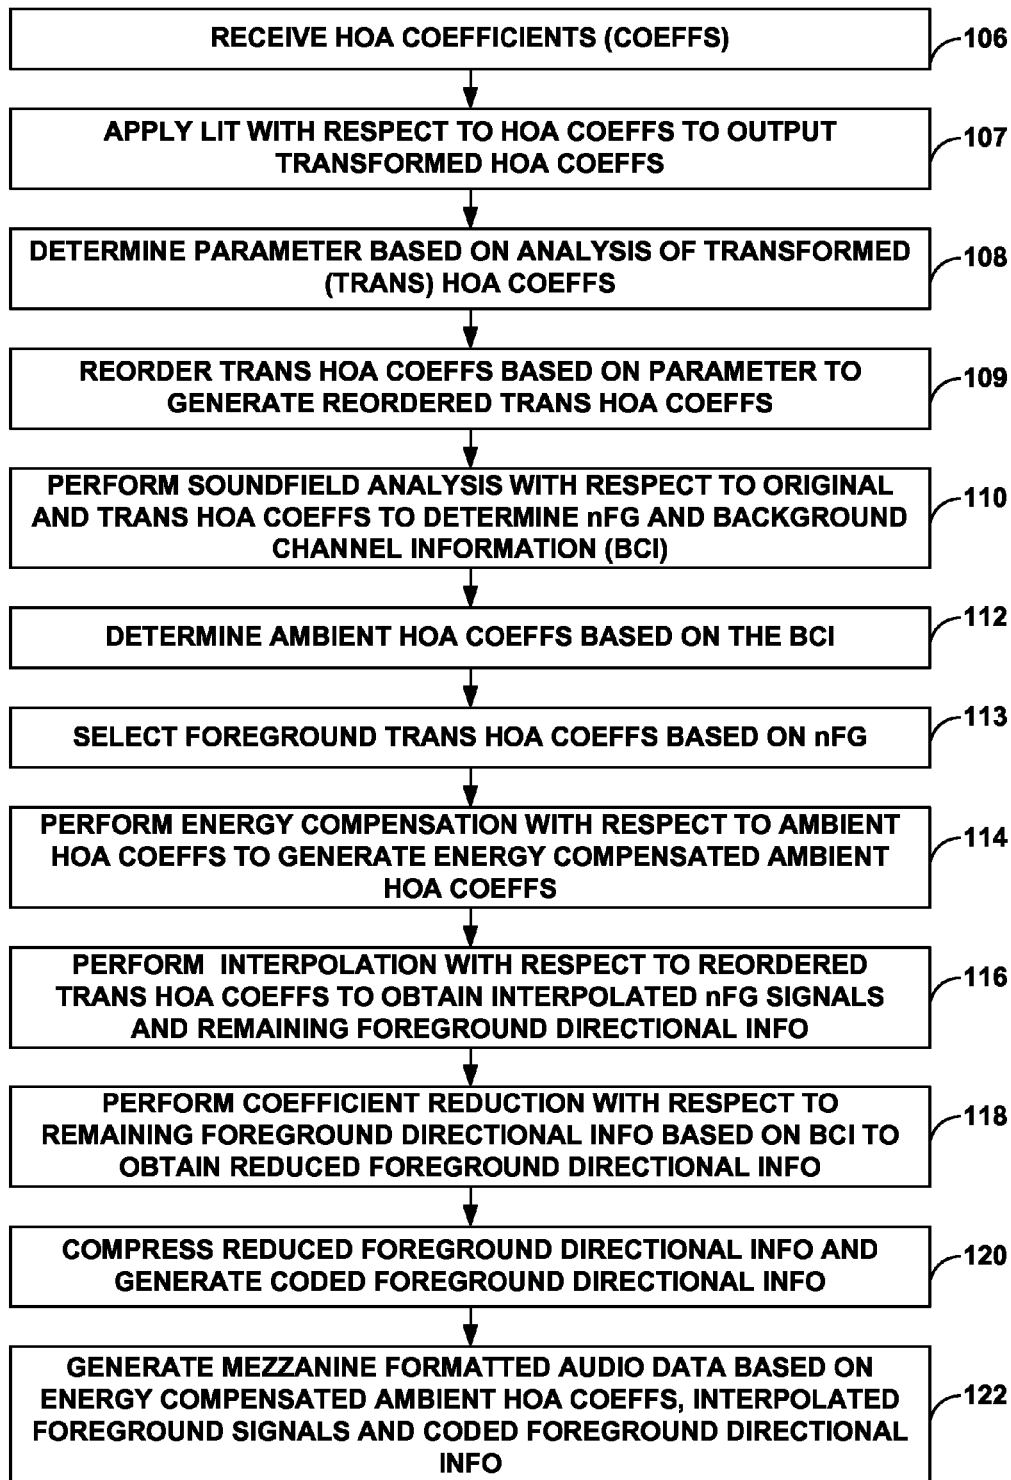 RECEIVE HOA COEFFICIENTS (COEFFS)
106
APPLY LIT WITH RESPECT TO HOA COEFFS TO OUTPUT
TRANSFORMED HOA COEFFS
107
DETERMINE PARAMETER BASED ON ANALYSIS OF TRANSFORMED
(TRANS) HOA COEFFS
108
REORDER TRANS HOA COEFFS BASED ON PARAMETER TO
GENERATE REORDERED TRANS HOA COEFFS
109
PERFORM SOUNDFIELD ANALYSIS WITH RESPECT TO ORIGINAL
AND TRANS HOA COEFFS TO DETERMINE nFG AND BACKGROUND
CHANNEL INFORMATION (BCI)
110
DETERMINE AMBIENT HOA COEFFS BASED ON THE BCI
112
SELECT FOREGROUND TRANS HOA COEFFS BASED ON nFG
113
PERFORM ENERGY COMPENSATION WITH RESPECT TO AMBIENT
HOA COEFFS TO GENERATE ENERGY COMPENSATED AMBIENT
HOA COEFFS
114
PERFORM INTERPOLATION WITH RESPECT TO REORDERED
TRANS HOA COEFFS TO OBTAIN INTERPOLATED nFG SIGNALS
AND REMAINING FOREGROUND DIRECTIONAL INFO
116
PERFORM COEFFICIENT REDUCTION WITH RESPECT TO
REMAINING FOREGROUND DIRECTIONAL INFO BASED ON BCI TO
OBTAIN REDUCED FOREGROUND DIRECTIONAL INFO
118
COMPRESS REDUCED FOREGROUND DIRECTIONAL INFO AND
GENERATE CODED FOREGROUND DIRECTIONAL INFO
120
GENERATE MEZZANINE FORMATTED AUDIO DATA BASED ON
ENERGY COMPENSATED AMBIENT HOA COEFFS, INTERPOLATED
FOREGROUND SIGNALS AND CODED FOREGROUND DIRECTIONAL
INFO
122